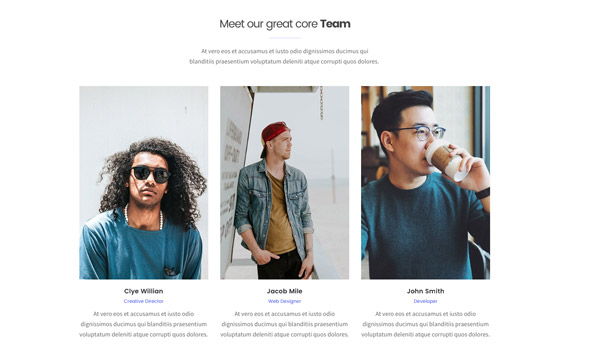 Meet our great core Team
At vero eos et accusamus et iusto odio dignissimos ducimus qui
blanditiis praesentium voluptatum deleniti atque corrupti quos dolores.
Clye Willian
Jacob Mile
John Smith
Creative Director
Web Designer
Developer
At vero eos et accusamus et iusto odio
dignissimos ducimus qui blanditiis praesentium
voluptatum deleniti atque corrupti quos dolores.
At vero eos et accusamus et iusto odio
dignissimos ducimus qui blanditiis praesentium
voluptatum deleniti atque corrupti quos dolores.
At vero eos et accusamus et iusto odio
dignissimos ducimus qui blanditiis praesentium
voluptatum deleniti atque corrupti quos dolores.